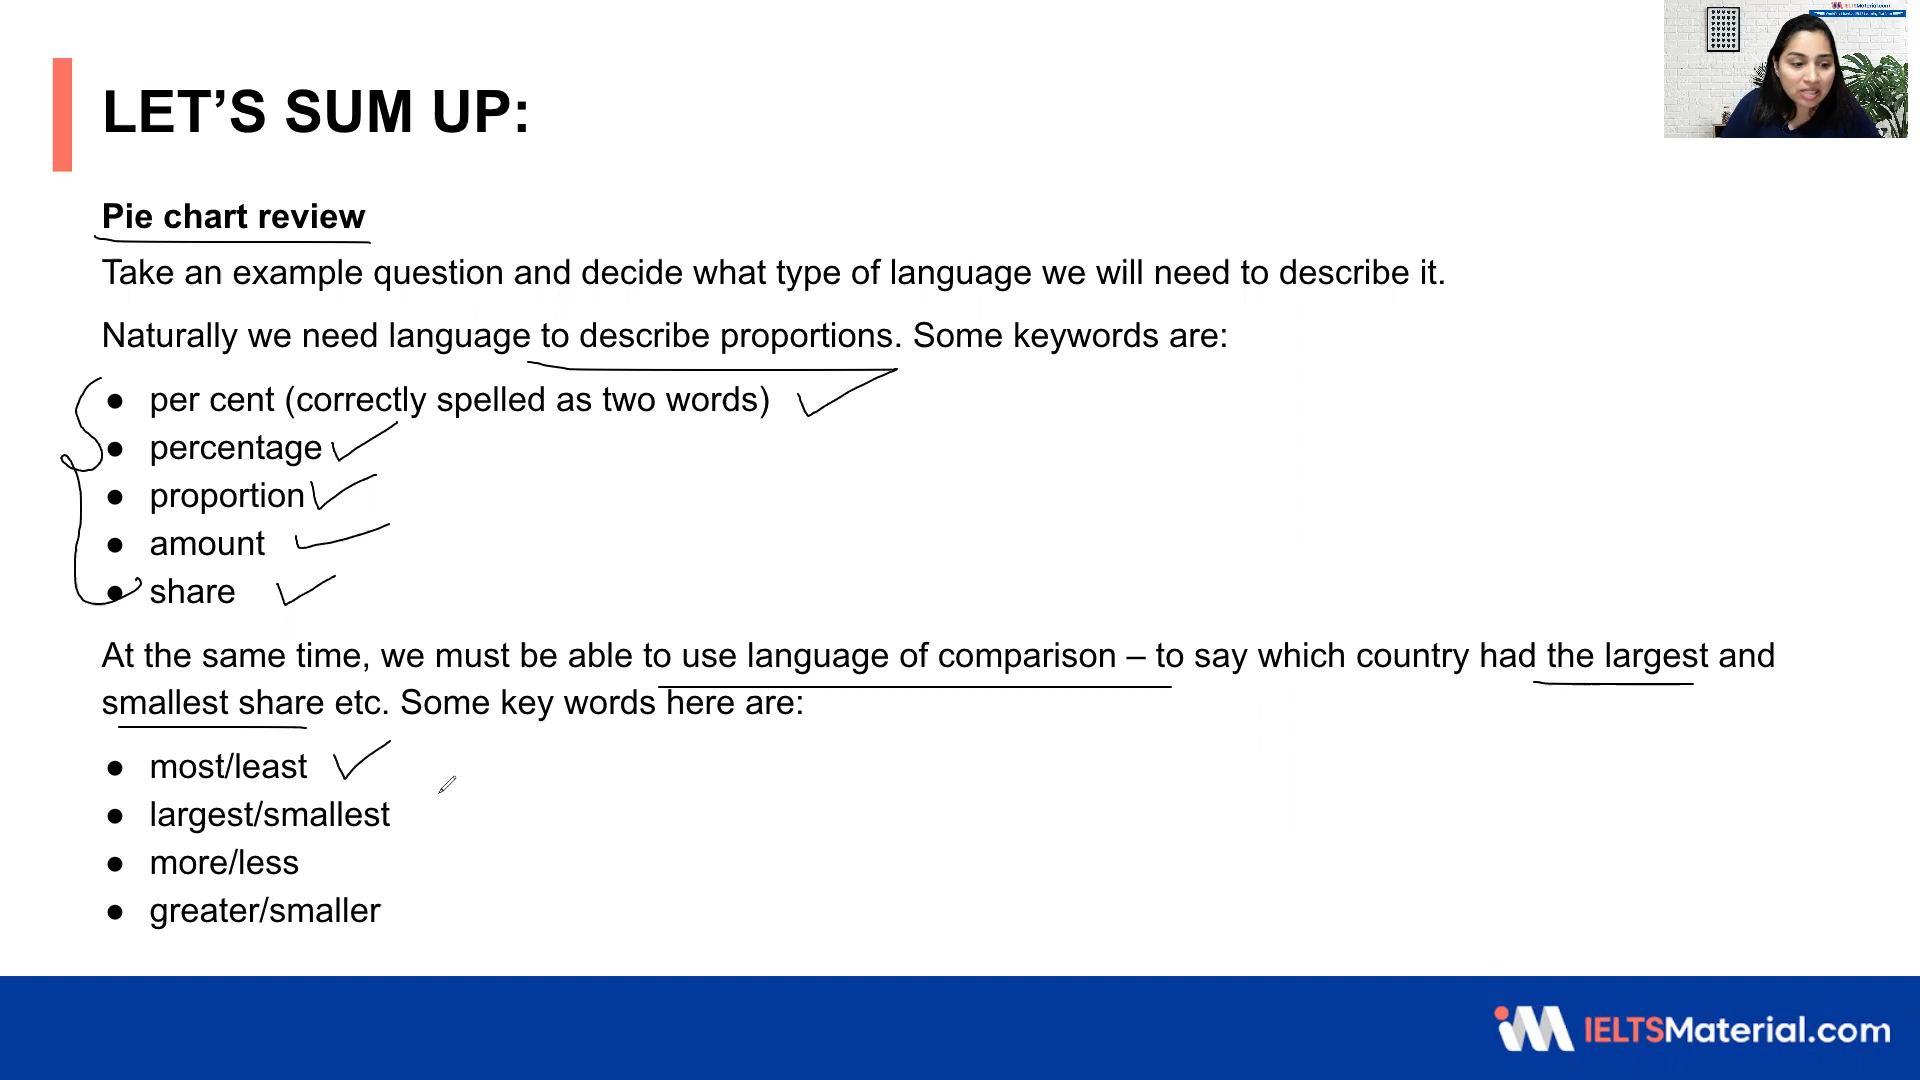 IELTSMaterial.com
LET’S SUM UP:
Pie chart review
Take an example question and decide what type of language we will need to describe it.
Naturally we need language to describe proportions. Some keywords are:
● per cent (correctly spelled as two words)
● percentage
● proportion
● amount
● share
At the same time, we must be able to use language of comparison – to say which country had the largest and
smallest share etc. Some key words here are:
● most/least
● largest/smallest
● more/less
● greater/smaller
iM IELTSMaterial.com